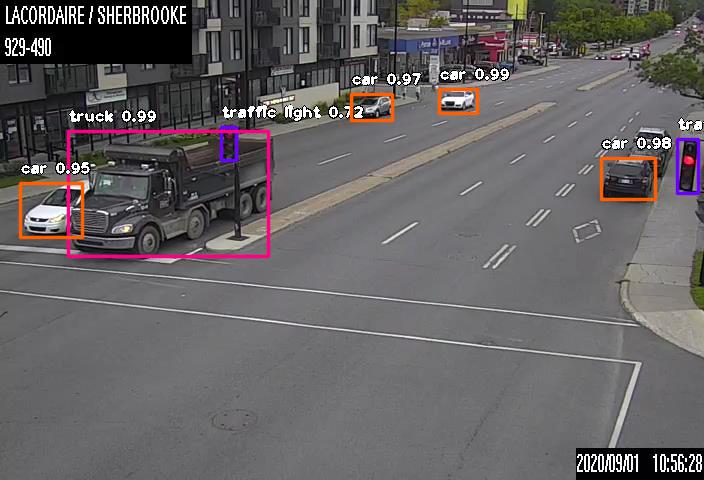 LACORDAIRE / SHERBROOKE
929-490
car 0.97
car 0.99
truck 0.99
traffic light 0.72
car 0.98
tra
car 0.95
2020/09/01 10:56:28